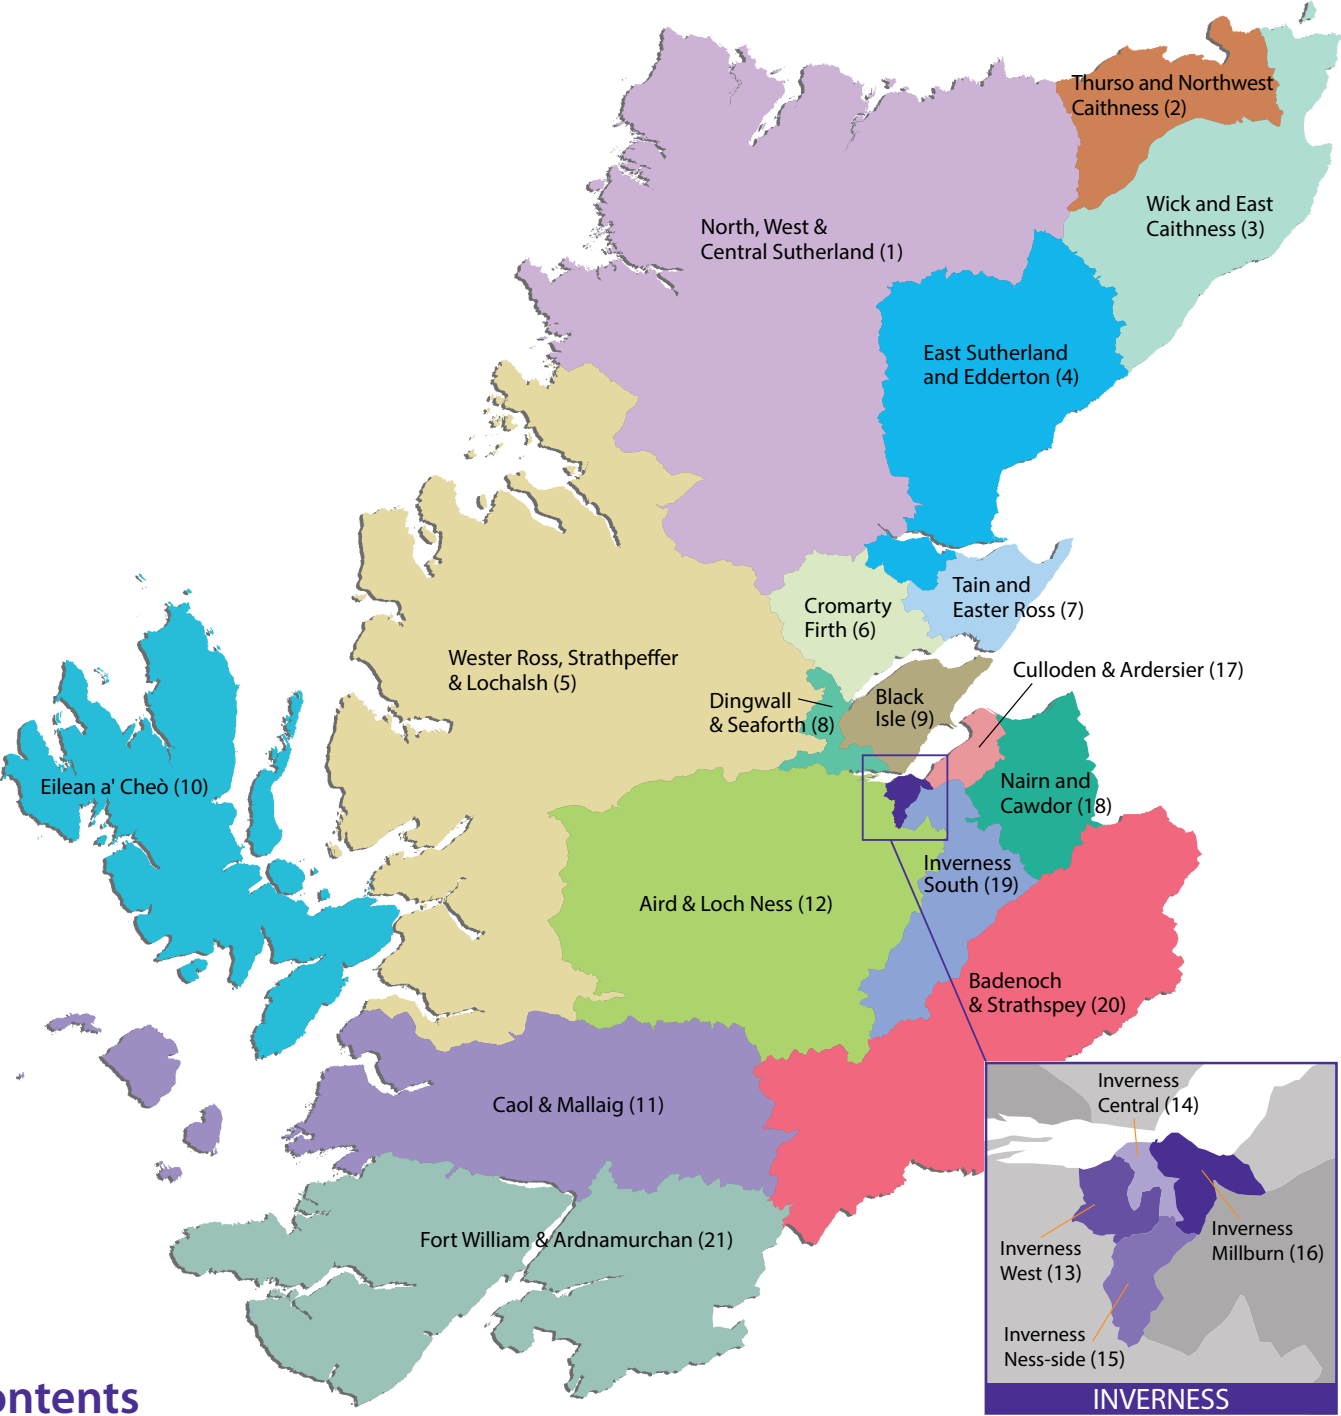 Thurso and Northwest
Caithness (2)
Wick and East
Caithness (3)
North, West &
Central Sutherland (1)
East Sutherland
and Edderton (4)
Tain and
Easter Ross (7)
Cromarty
Firth (6)
Wester Ross, Strathpeffer
& Lochalsh (5)
Culloden & Ardersier (17)
Dingwall
& Seaforth (8)
Black
Isle (9)
Eilean a' Cheò (10)
Nairn and
Cawdor (18)
Inverness
South (19)
Aird & Loch Ness (12)
Badenoch
& Strathspey (20)
Caol & Mallaig (11)
Fort William & Ardnamurchan (21)
Inverness
Central (14)
Inverness
Millburn (16)
Inverness
West (13)
Inverness
Ness-side (15)
INVERNESS
ontents